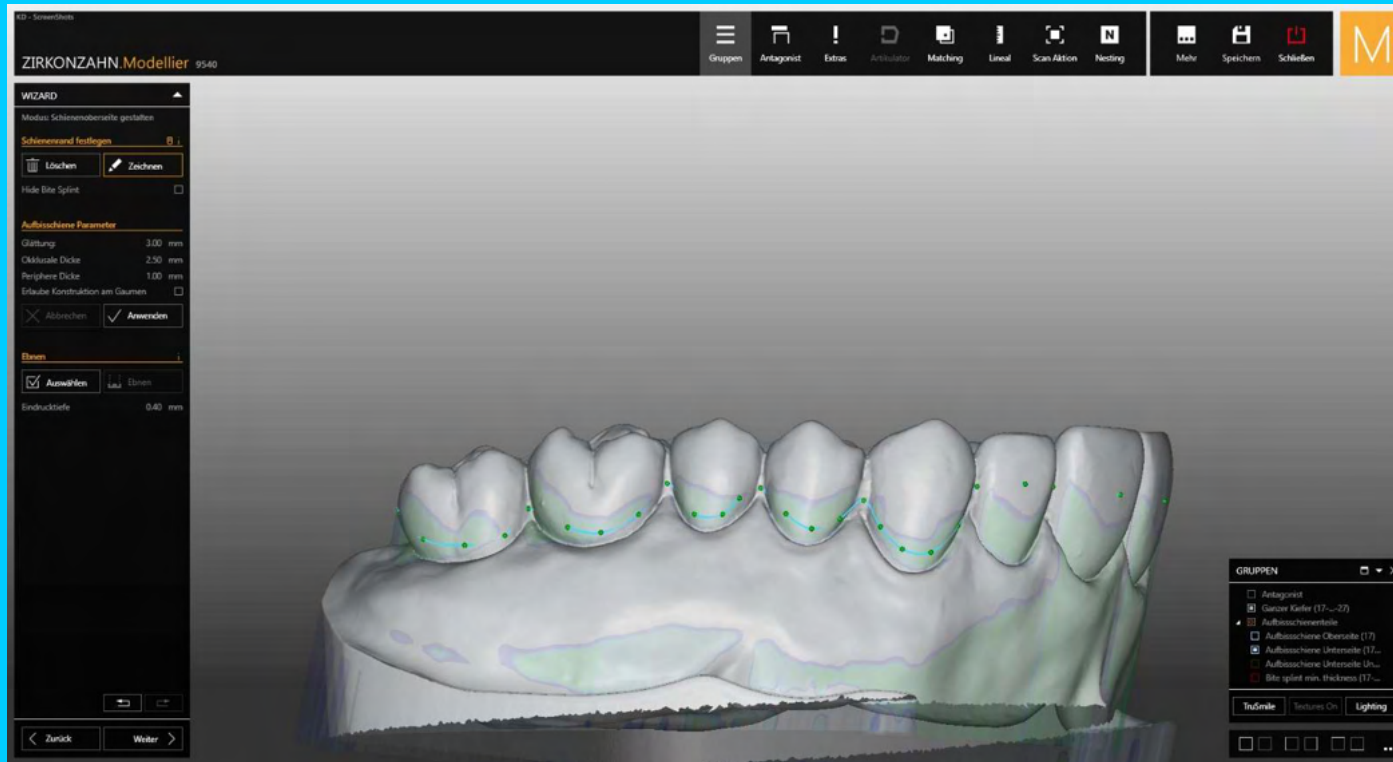 KD - ScreenShots
ZIRKONZAHN.Modellier 9540
Gruppen Antagonist Extras Artikulator Matching Lineal Scan Aktion Nesting Mehr Speichern Schließen
M
WIZARD
Modus: Schienenoberseite gestalten
Schienenrand festlegen
Löschen Zeichnen
Hide Bite Splint
Aufbissschiene Parameter
Glättung: 3.00 mm
Okklusale Dicke 2.50 mm
Periphere Dicke 1.00 mm
Erlaube Konstruktion am Gaumen
Abbrechen Anwenden
Ebnen
Auswählen Ebnen
Eindrucktiefe 0.40 mm
Zurück Weiter
GRUPPEN
Antagonist
Ganzer Kiefer (17-...-27)
Aufbissschienenteile
Aufbissschiene Oberseite (17)
Aufbissschiene Unterseite (17...
Aufbissschiene Unterseite Un...
Bite splint min. thickness (17-...
TruSmile Textures On Lighting